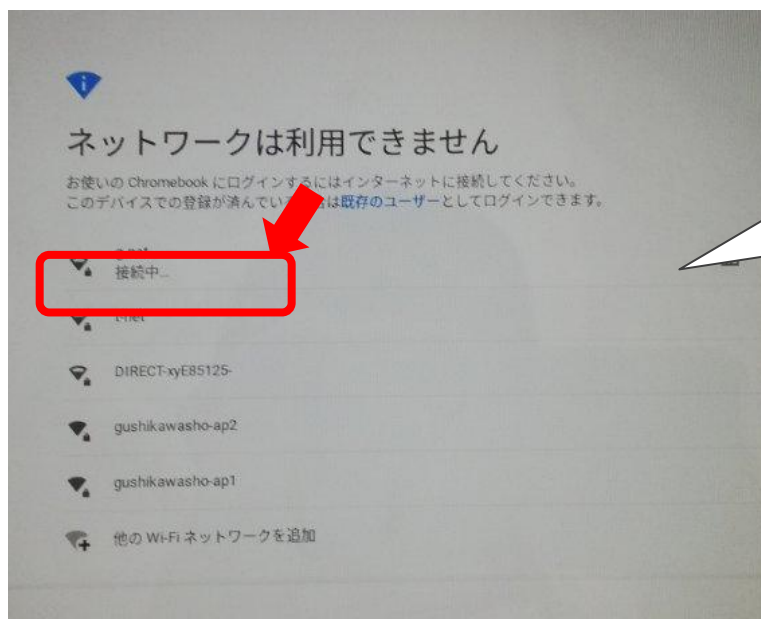 ネットワークは利用できません
お使いの Chromebook にログインするにはインターネットに接続してください。
このデバイスでの登録が済んでいる は既存のユーザーとしてログインできます。
接続中...
DIRECT-xyE85125-
gushikawasho-ap2
gushikawasho-ap1
他の Wi-Fi ネットワークを追加